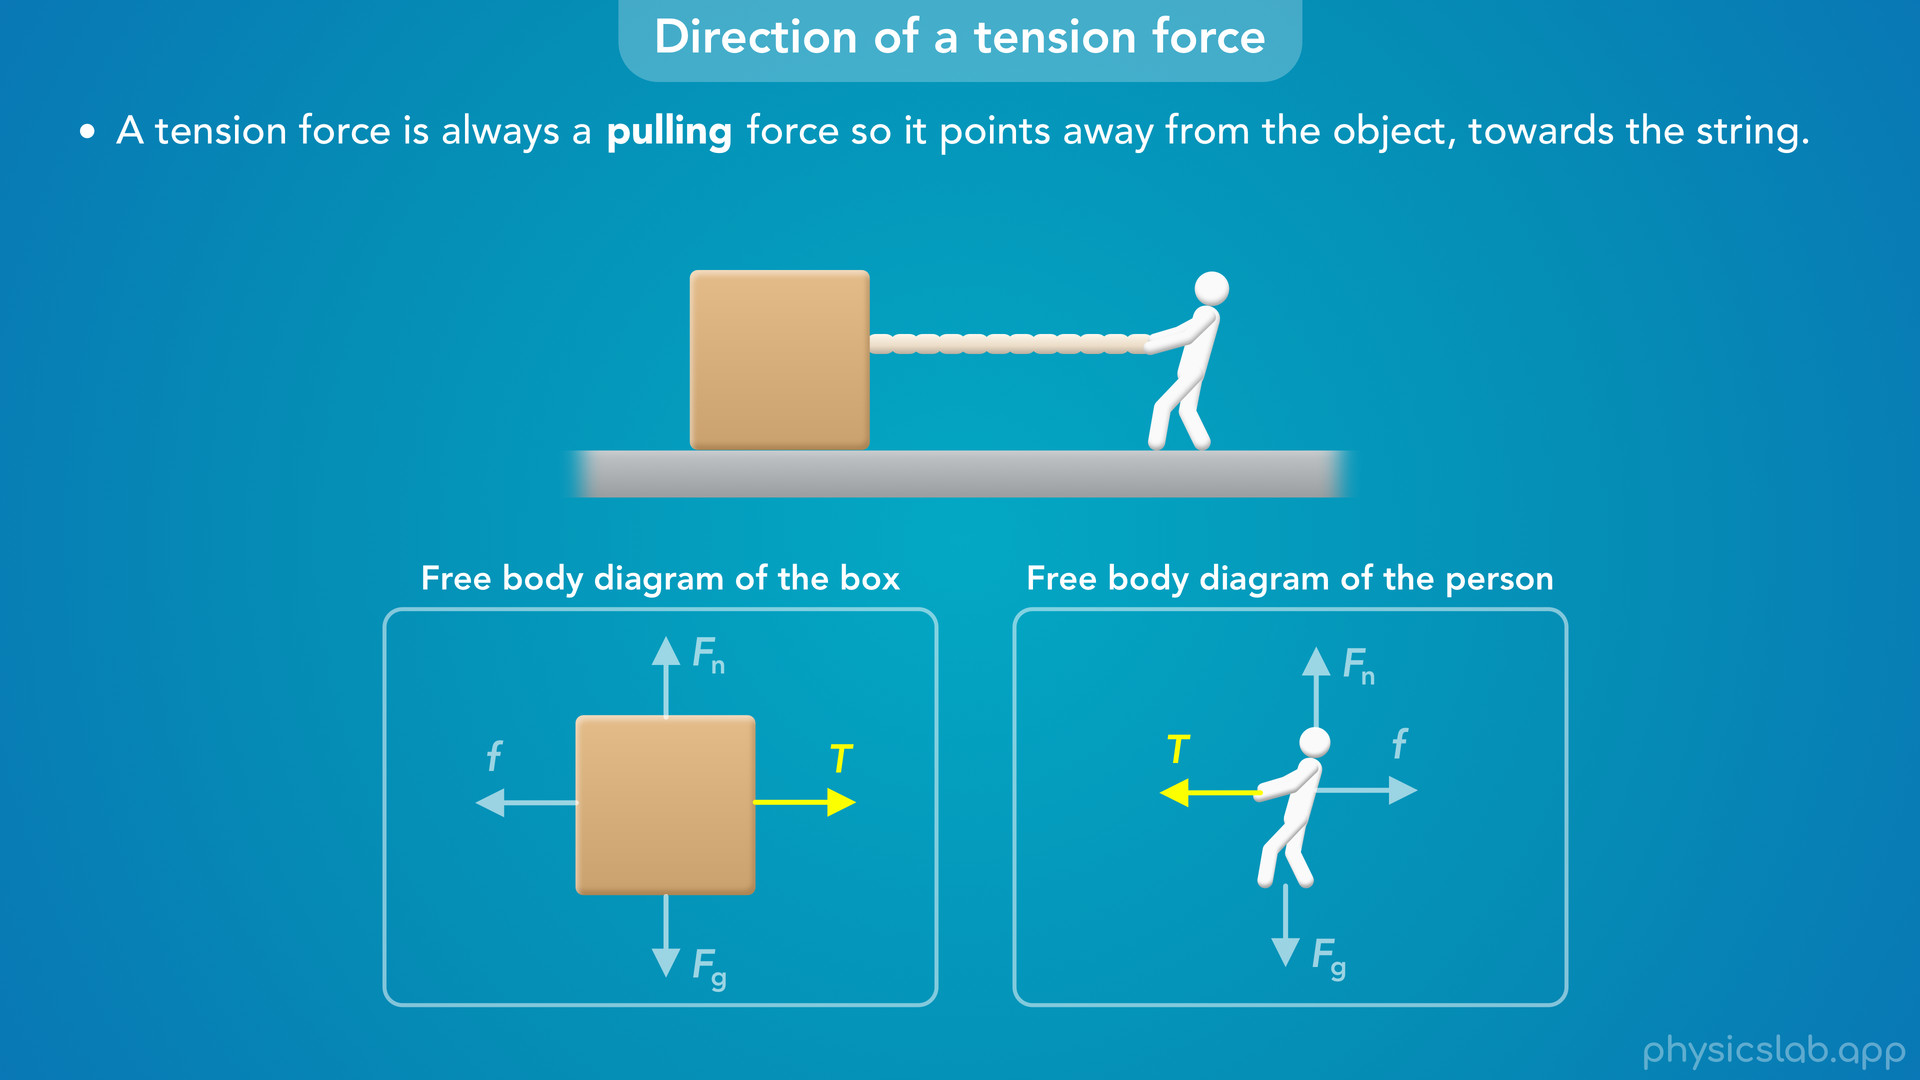 Direction of a tension force
• A tension force is always a pulling force so it points away from the object, towards the string.
Free body diagram of the box
Free body diagram of the person
Fn
f
T
Fg
Fn
T
f
Fg
physicslab.app